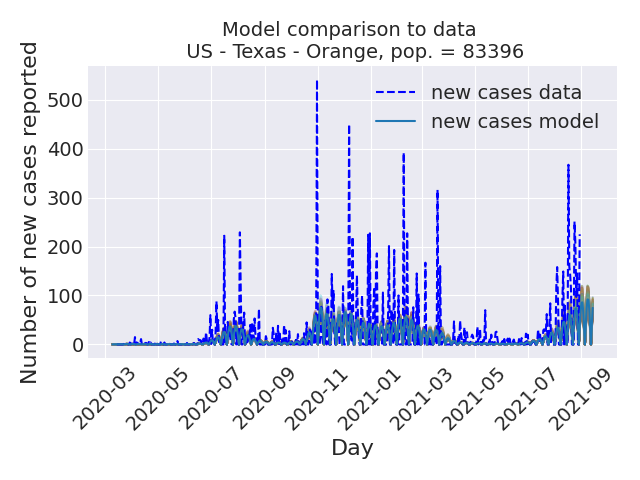 Model comparison to data
US - Texas - Orange, pop. = 83396
Number of new cases reported
500
400
300
200
100
0
new cases data
new cases model
2020-03
2020-05
2020-07
2020-09
2020-11
2021-01
2021-03
2021-05
2021-07
2021-09
Day